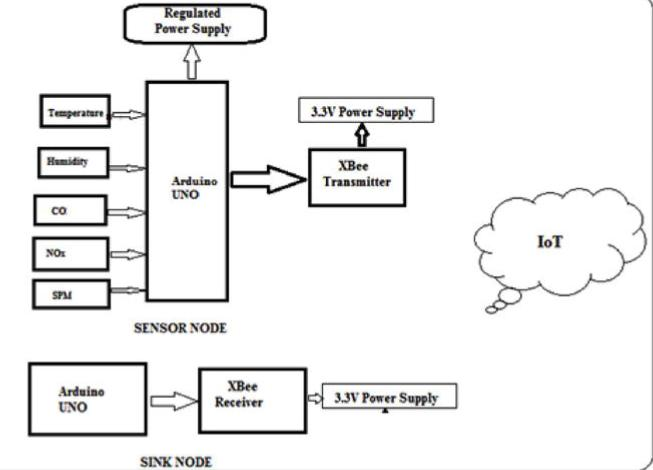 Regulated
Power Supply
Temperature
Humidity
CO
NOx
SPM
Arduino
UNO
3.3V Power Supply
XBee
Transmitter
IoT
SENSOR NODE
Arduino
UNO
XBee
Receiver
3.3V Power Supply
SINK NODE